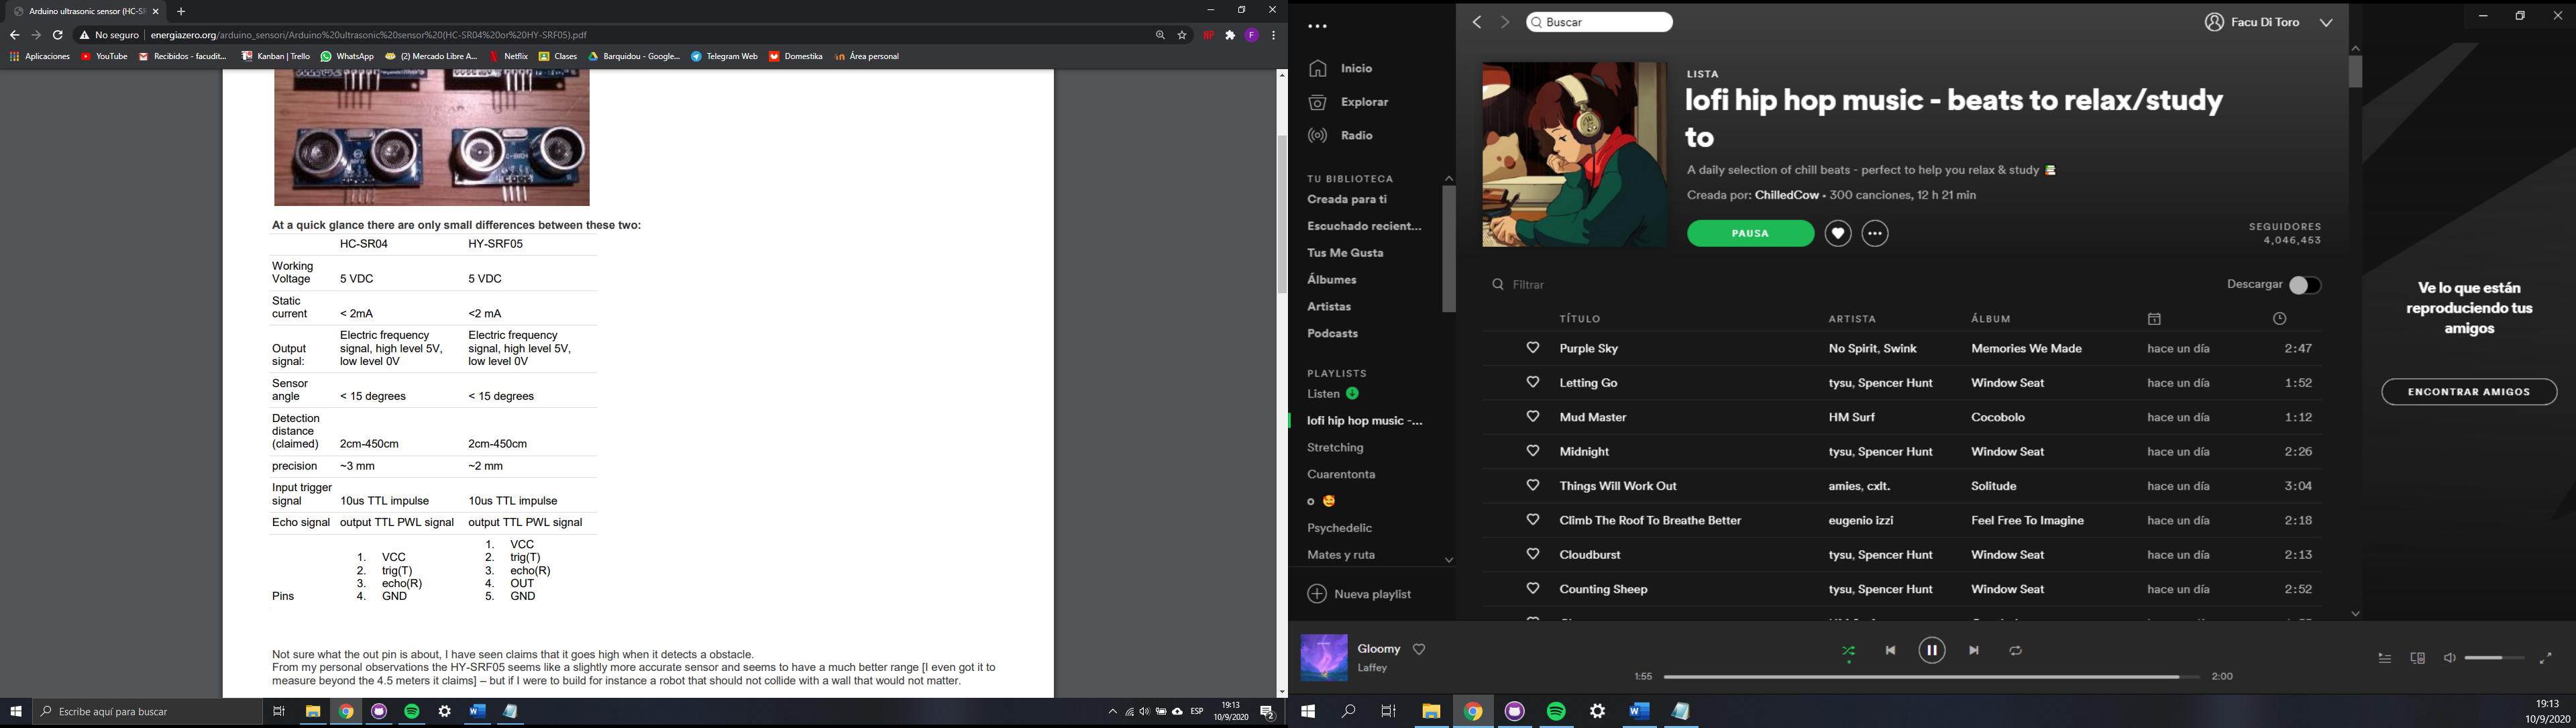 Arduino ultrasonic sensor (HC-SR
No seguro
energiazero.org/arduino_sensori/Arduino%20ultrasonic%20sensor%20(HC-SR04%20or%20HY-SRF05).pdf
Aplicaciones YouTube Recibidos - facudit... Kanban | Trello WhatsApp (2) Mercado Libre A... Netflix Clases Barquidou - Google... Telegram Web Domestika Área personal
At a quick glance there are only small differences between these two:
HC-SR04 HY-SRF05
Working
Voltage 5 VDC 5 VDC
Static
current < 2mA <2 mA
Electric frequency Electric frequency
Output signal, high level 5V, signal, high level 5V,
signal: low level 0V low level 0V
Sensor
angle < 15 degrees < 15 degrees
Detection
distance
(claimed) 2cm-450cm 2cm-450cm
precision ~3 mm ~2 mm
Input trigger
signal 10us TTL impulse 10us TTL impulse
Echo signal output TTL PWL signal output TTL PWL signal
1. VCC
1. VCC 2. trig(T)
2. trig(T) 3. echo(R)
3. echo(R) 4. OUT
Pins 4. GND 5. GND
Not sure what the out pin is about, I have seen claims that it goes high when it detects a obstacle.
From my personal observations the HY-SRF05 seems like a slightly more accurate sensor and seems to have a much better range [I even got it to
measure beyond the 4.5 meters it claims] – but if I were to build for instance a robot that should not collide with a wall that would not matter.
Escribe aquí para buscar
ESP
19:13
10/9/2020
2
Buscar
Facu Di Toro
Inicio
Explorar
Radio
TU BIBLIOTECA
Creada para ti
Escuchado recient...
Tus Me Gusta
Álbumes
Artistas
Podcasts
PLAYLISTS
Listen
lofi hip hop music -...
Stretching
Cuarentonta
o 🥰
Psychedelic
Mates y ruta
Nueva playlist
LISTA
lofi hip hop music - beats to relax/study
to
A daily selection of chill beats - perfect to help you relax & study 📚
Creada por: ChilledCow • 300 canciones, 12 h 21 min
PAUSA
SEGUIDORES
4,046,453
Filtrar
Descargar
TÍTULO ARTISTA ÁLBUM
Purple Sky No Spirit, Swink Memories We Made hace un día 2:47
Letting Go tysu, Spencer Hunt Window Seat hace un día 1:52
Mud Master HM Surf Cocobolo hace un día 1:12
Midnight tysu, Spencer Hunt Window Seat hace un día 2:26
Things Will Work Out amies, cxlt. Solitude hace un día 3:04
Climb The Roof To Breathe Better eugenio izzi Feel Free To Imagine hace un día 2:18
Cloudburst tysu, Spencer Hunt Window Seat hace un día 2:13
Counting Sheep tysu, Spencer Hunt Window Seat hace un día 2:52
Ve lo que están
reproduciendo tus
amigos
ENCONTRAR AMIGOS
Gloomy
Laffey
1:55
2:00
19:13
10/9/2020